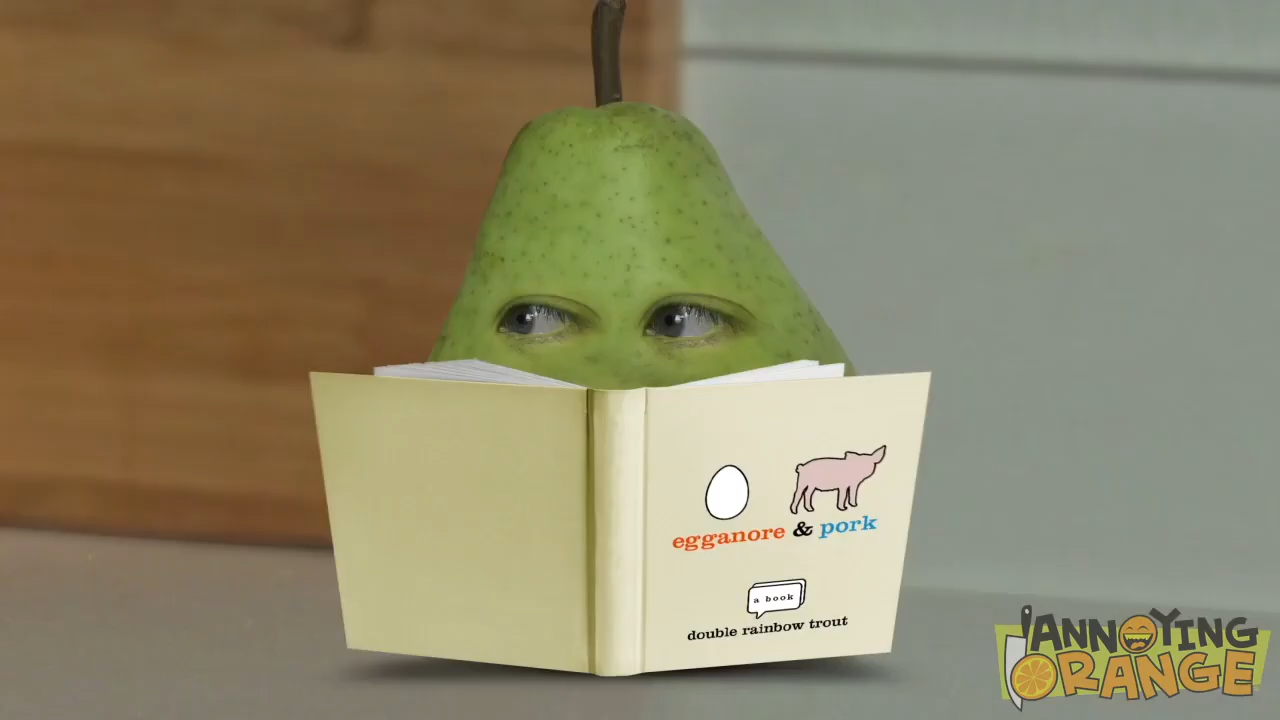 egganore & pork
a book
double rainbow trout
ANNOYING
ORANGE